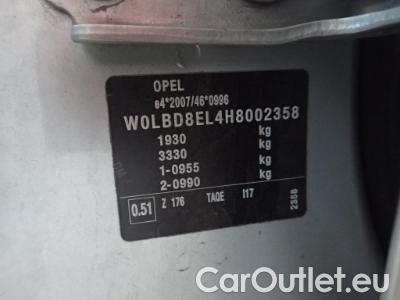 OPEL
e4*2007/46*0996
W0LBD8EL4H8002358
1930 kg
3330 kg
1-0955 kg
2-0990 kg
0.51 Z 176 TAQE I17 2358
CarOutlet.eu